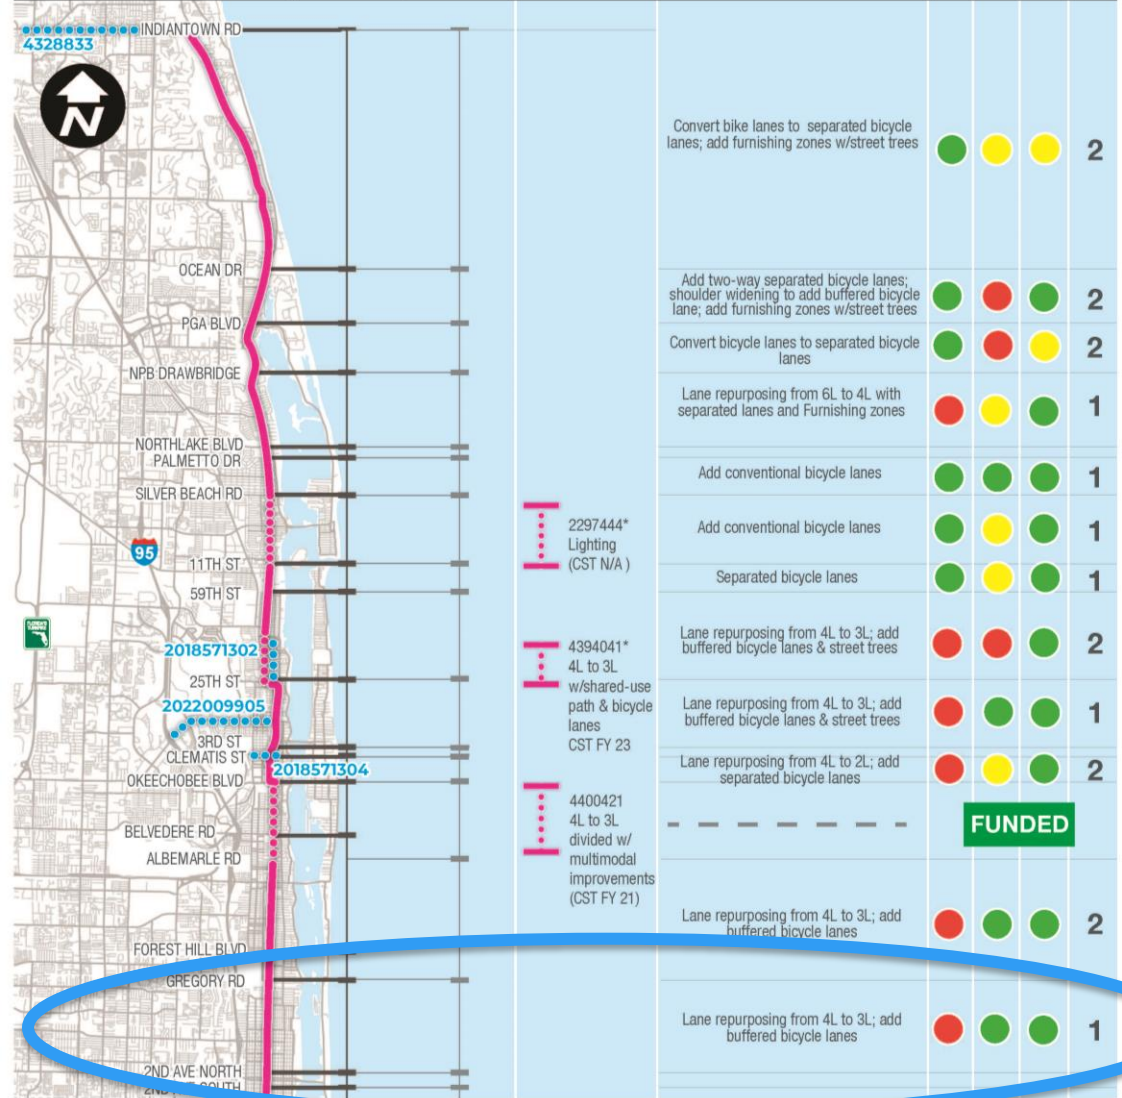 INDIANTOWN RD
4328833
N
Convert bike lanes to separated bicycle
lanes; add furnishing zones w/street trees
2
OCEAN DR
Add two-way separated bicycle lanes;
shoulder widening to add buffered bicycle
lane; add furnishing zones w/street trees
2
PGA BLVD
Convert bicycle lanes to separated bicycle
lanes
2
NPB DRAWBRIDGE
Lane repurposing from 6L to 4L with
separated lanes and Furnishing zones
1
NORTHLAKE BLVD
PALMETTO DR
Add conventional bicycle lanes
1
SILVER BEACH RD
2297444*
Lighting
(CST N/A )
Add conventional bicycle lanes
1
95
11TH ST
Separated bicycle lanes
1
59TH ST
2018571302
4394041*
4L to 3L
w/shared-use
path & bicycle
lanes
CST FY 23
Lane repurposing from 4L to 3L; add
buffered bicycle lanes & street trees
2
25TH ST
2022009905
Lane repurposing from 4L to 3L; add
buffered bicycle lanes & street trees
1
3RD ST
CLEMATIS ST
2018571304
Lane repurposing from 4L to 2L; add
separated bicycle lanes
2
OKEECHOBEE BLVD
4400421
4L to 3L
divided w/
multimodal
improvements
(CST FY 21)
FUNDED
BELVEDERE RD
ALBEMARLE RD
Lane repurposing from 4L to 3L; add
buffered bicycle lanes
2
FOREST HILL BLVD
GREGORY RD
Lane repurposing from 4L to 3L; add
buffered bicycle lanes
1
2ND AVE NORTH
2ND AVE SOUTH